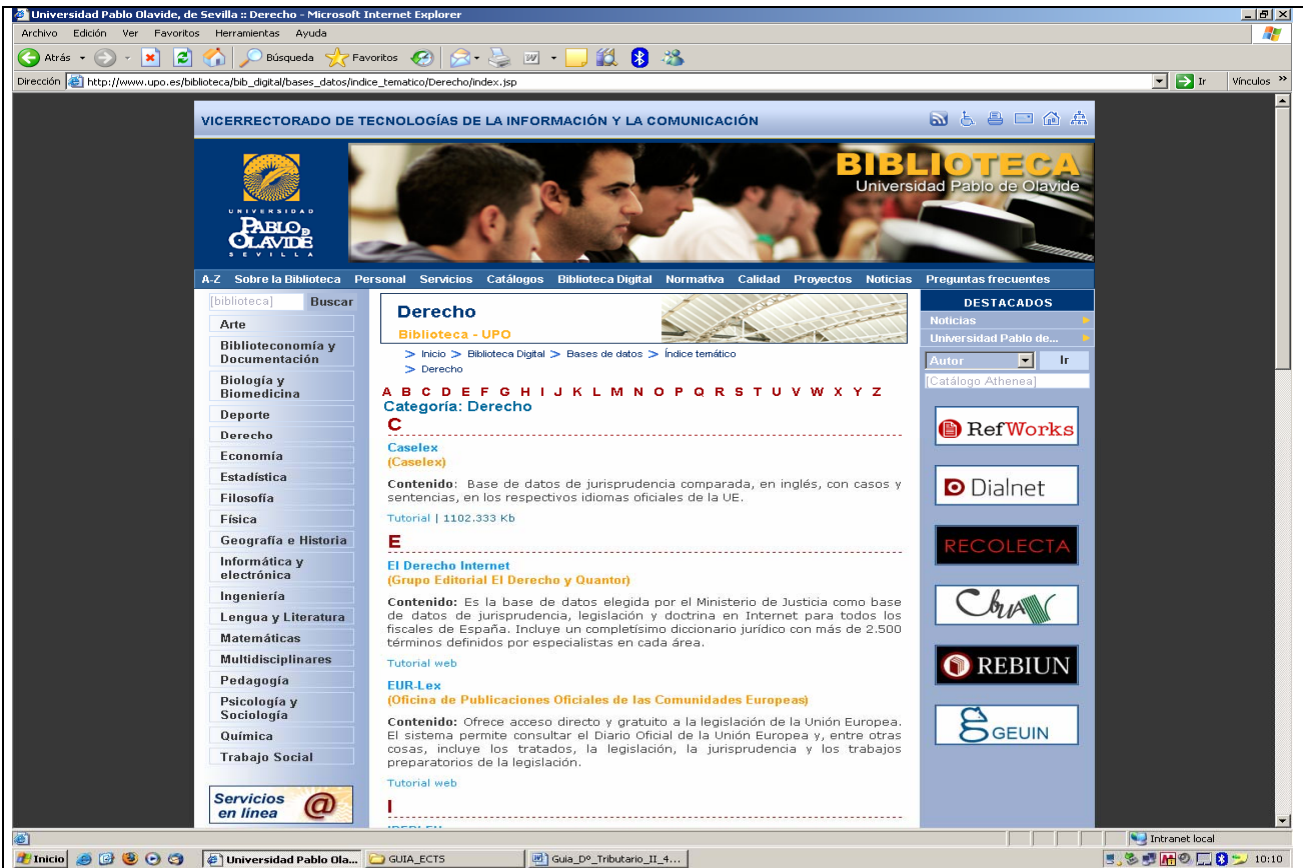 Universidad Pablo Olavide, de Sevilla :: Derecho - Microsoft Internet Explorer
Archivo Edición Ver Favoritos Herramientas Ayuda
Atrás Búsqueda Favoritos
Dirección http://www.upo.es/biblioteca/bib_digital/bases_datos/indice_tematico/Derecho/index.jsp Ir Vínculos »
VICERRECTORADO DE TECNOLOGÍAS DE LA INFORMACIÓN Y LA COMUNICACIÓN
UNIVERSIDAD
PABLO DE
OLAVIDE
SEVILLA
BIBLIOTECA
Universidad Pablo de Olavide
A-Z Sobre la Biblioteca Personal Servicios Catálogos Biblioteca Digital Normativa Calidad Proyectos Noticias Preguntas frecuentes
[biblioteca] Buscar
Arte
Biblioteconomía y
Documentación
Biología y
Biomedicina
Deporte
Derecho
Economía
Estadística
Filosofía
Física
Geografía e Historia
Informática y
electrónica
Ingeniería
Lengua y Literatura
Matemáticas
Multidisciplinares
Pedagogía
Psicología y
Sociología
Química
Trabajo Social
Servicios
en línea @
Derecho
Biblioteca - UPO
> Inicio > Biblioteca Digital > Bases de datos > Índice temático
> Derecho
A B C D E F G H I J K L M N O P Q R S T U V W X Y Z
Categoría: Derecho
C
Caselex
(Caselex)
Contenido: Base de datos de jurisprudencia comparada, en inglés, con casos y
sentencias, en los respectivos idiomas oficiales de la UE.
Tutorial | 1102.333 Kb
E
El Derecho Internet
(Grupo Editorial El Derecho y Quantor)
Contenido: Es la base de datos elegida por el Ministerio de Justicia como base
de datos de jurisprudencia, legislación y doctrina en Internet para todos los
fiscales de España. Incluye un completísimo diccionario jurídico con más de 2.500
términos definidos por especialistas en cada área.
Tutorial web
EUR-Lex
(Oficina de Publicaciones Oficiales de las Comunidades Europeas)
Contenido: Ofrece acceso directo y gratuito a la legislación de la Unión Europea.
El sistema permite consultar el Diario Oficial de la Unión Europea y, entre otras
cosas, incluye los tratados, la legislación, la jurisprudencia y los trabajos
preparatorios de la legislación.
Tutorial web
I
DESTACADOS
Noticias
Universidad Pablo de...
Autor Ir
[Catálogo Athenea]
RefWorks
Dialnet
RECOLECTA
CbuA
REBIUN
GEUIN
Intranet local
Inicio Universidad Pablo Ola... GUIA_ECTS Guia_Dº_Tributario_II_4... 10:10